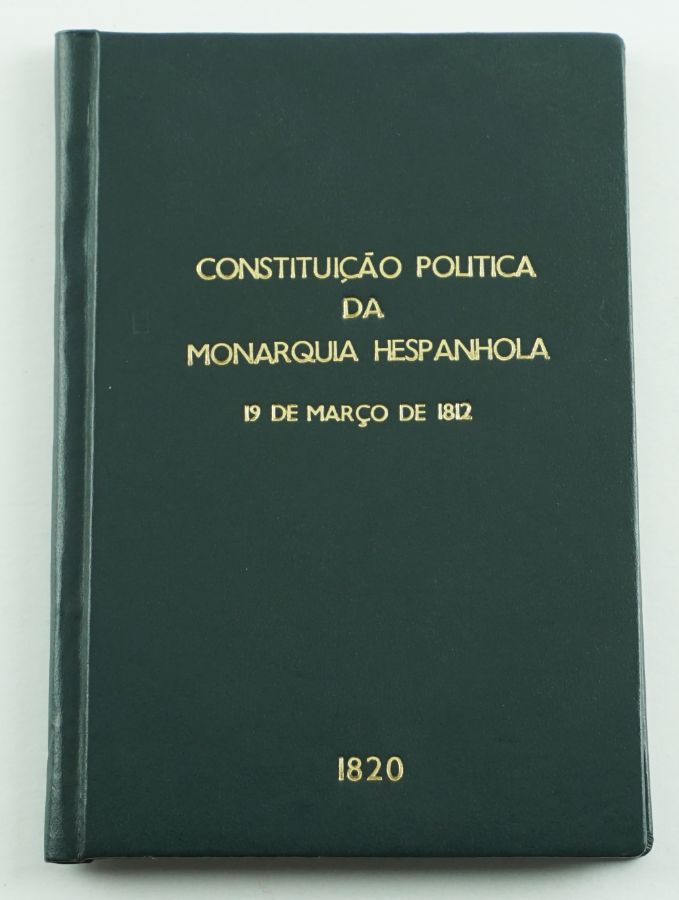 CONSTITUIÇÃO POLITICA
DA
MONARQUIA HESPANHOLA
19 DE MARÇO DE 1812
1820